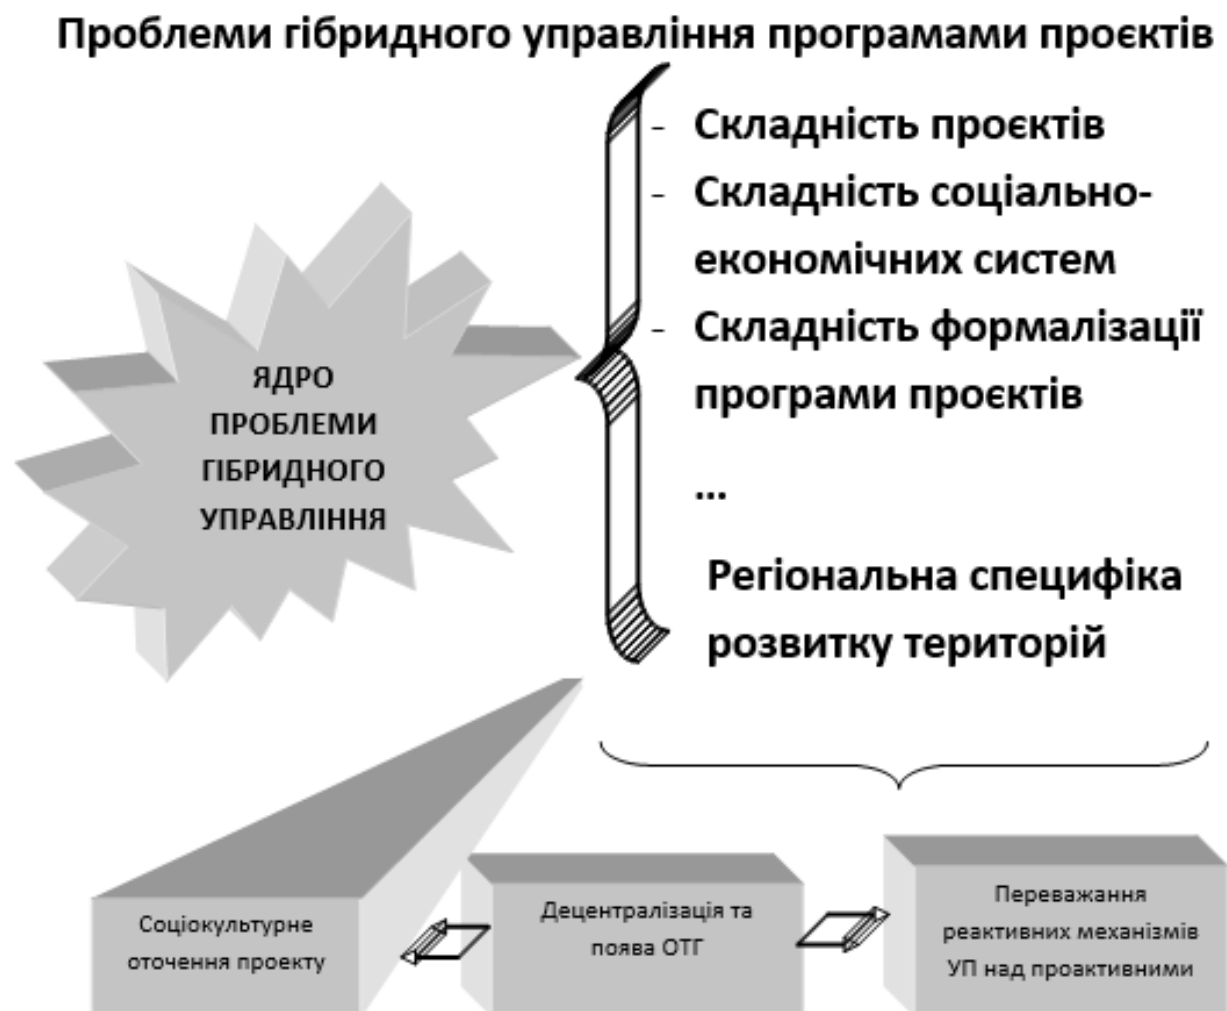 Проблеми гібридного управління програмами проєктів
- Складність проєктів
- Складність соціально-
економічних систем
- Складність формалізації
програми проєктів
...
Регіональна специфіка
розвитку територій
ЯДРО
ПРОБЛЕМИ
ГІБРИДНОГО
УПРАВЛІННЯ
Соціокультурне
оточення проекту
Децентралізація та
поява ОТГ
Переважання
реактивних механізмів
УП над проактивними